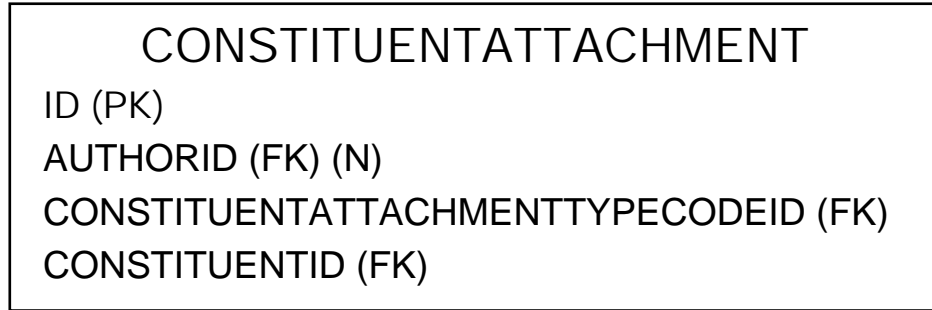 CONSTITUENTATTACHMENT
ID (PK)
AUTHORID (FK) (N)
CONSTITUENTATTACHMENTTYPECODEID (FK)
CONSTITUENTID (FK)